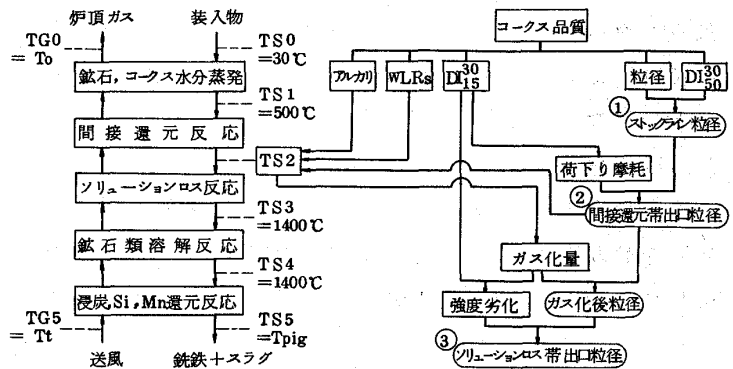 炉頂ガス 装入物
TG0
= To
TS0
=30℃
鉱石,コークス水分蒸発
TS1
=500℃
間接還元反応
TS2
ソリューションロス反応
TS3
=1400℃
鉱石類溶解反応
TS4
=1400℃
浸炭,Si,Mn還元反応
TG5
= Tt
TS5
=Tpig
送風 銑鉄+スラグ
コークス品質
アルカリ WLRs DI30 15 粒径 DI30 50
①
ストックライン粒径
荷下り摩耗
②
間接還元帯出口粒径
ガス化量
強度劣化 ガス化後粒径
③
ソリューションロス帯出口粒径